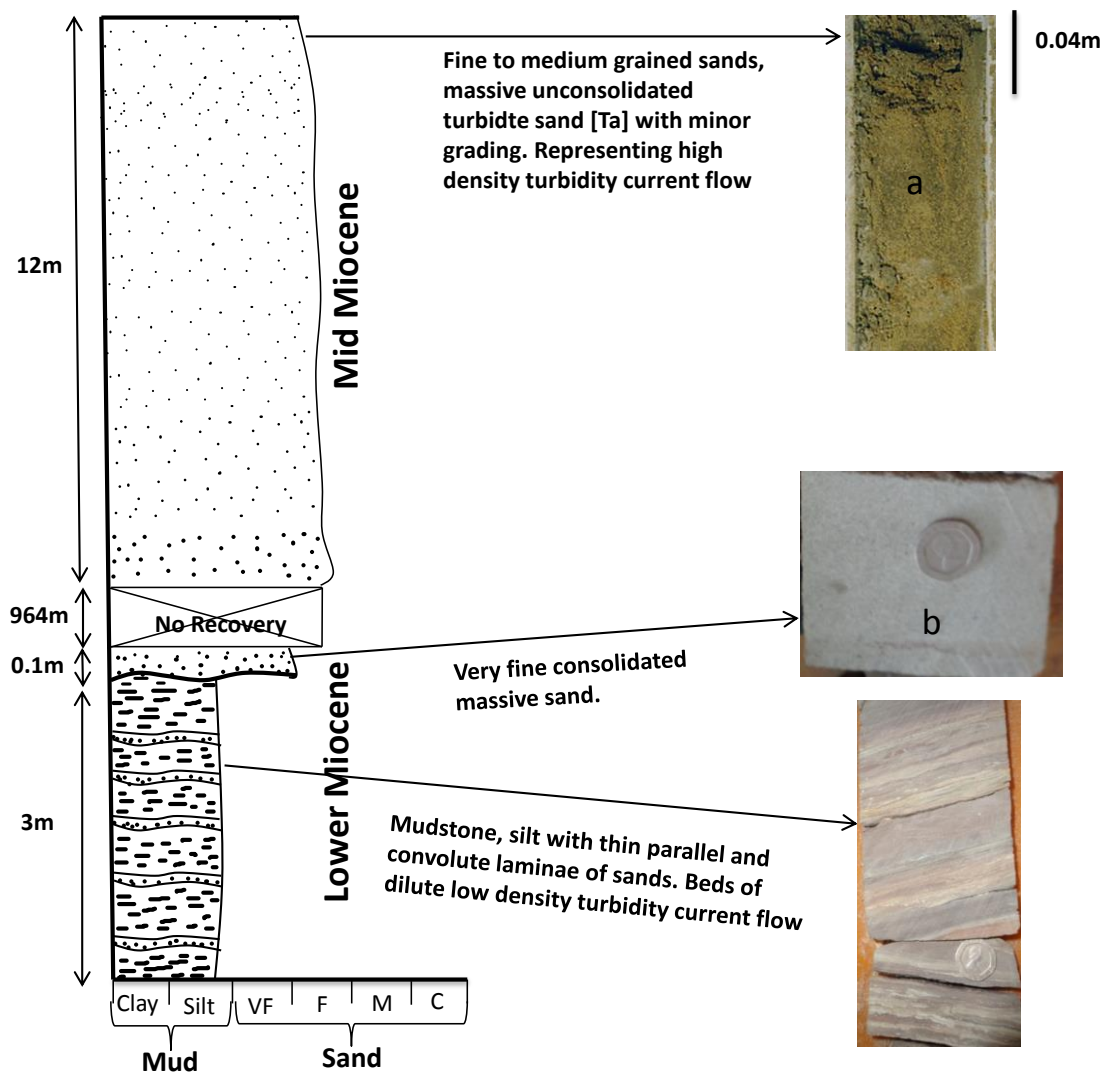 0.04m
Fine to medium grained sands,
massive unconsolidated
turbidte sand [Ta] with minor
grading. Representing high
density turbidity current flow
a
Mid Miocene
12m
964m
No Recovery
b
0.1m
Very fine consolidated
massive sand.
Lower Miocene
3m
Mudstone, silt with thin parallel and
convolute laminae of sands. Beds of
dilute low density turbidity current flow
Clay Silt VF F M C
Mud Sand